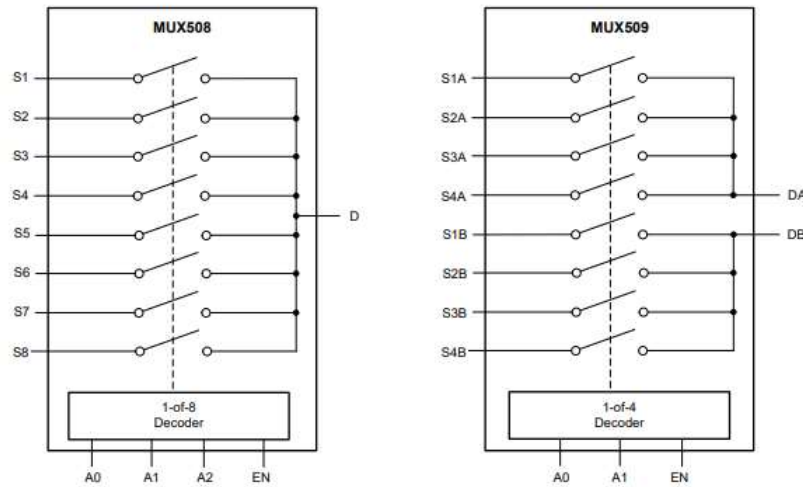 MUX508
S1
S2
S3
S4
S5
S6
S7
S8
D
1-of-8
Decoder
A0 A1 A2 EN
MUX509
S1A
S2A
S3A
S4A
S1B
S2B
S3B
S4B
DA
DB
1-of-4
Decoder
A0 A1 EN